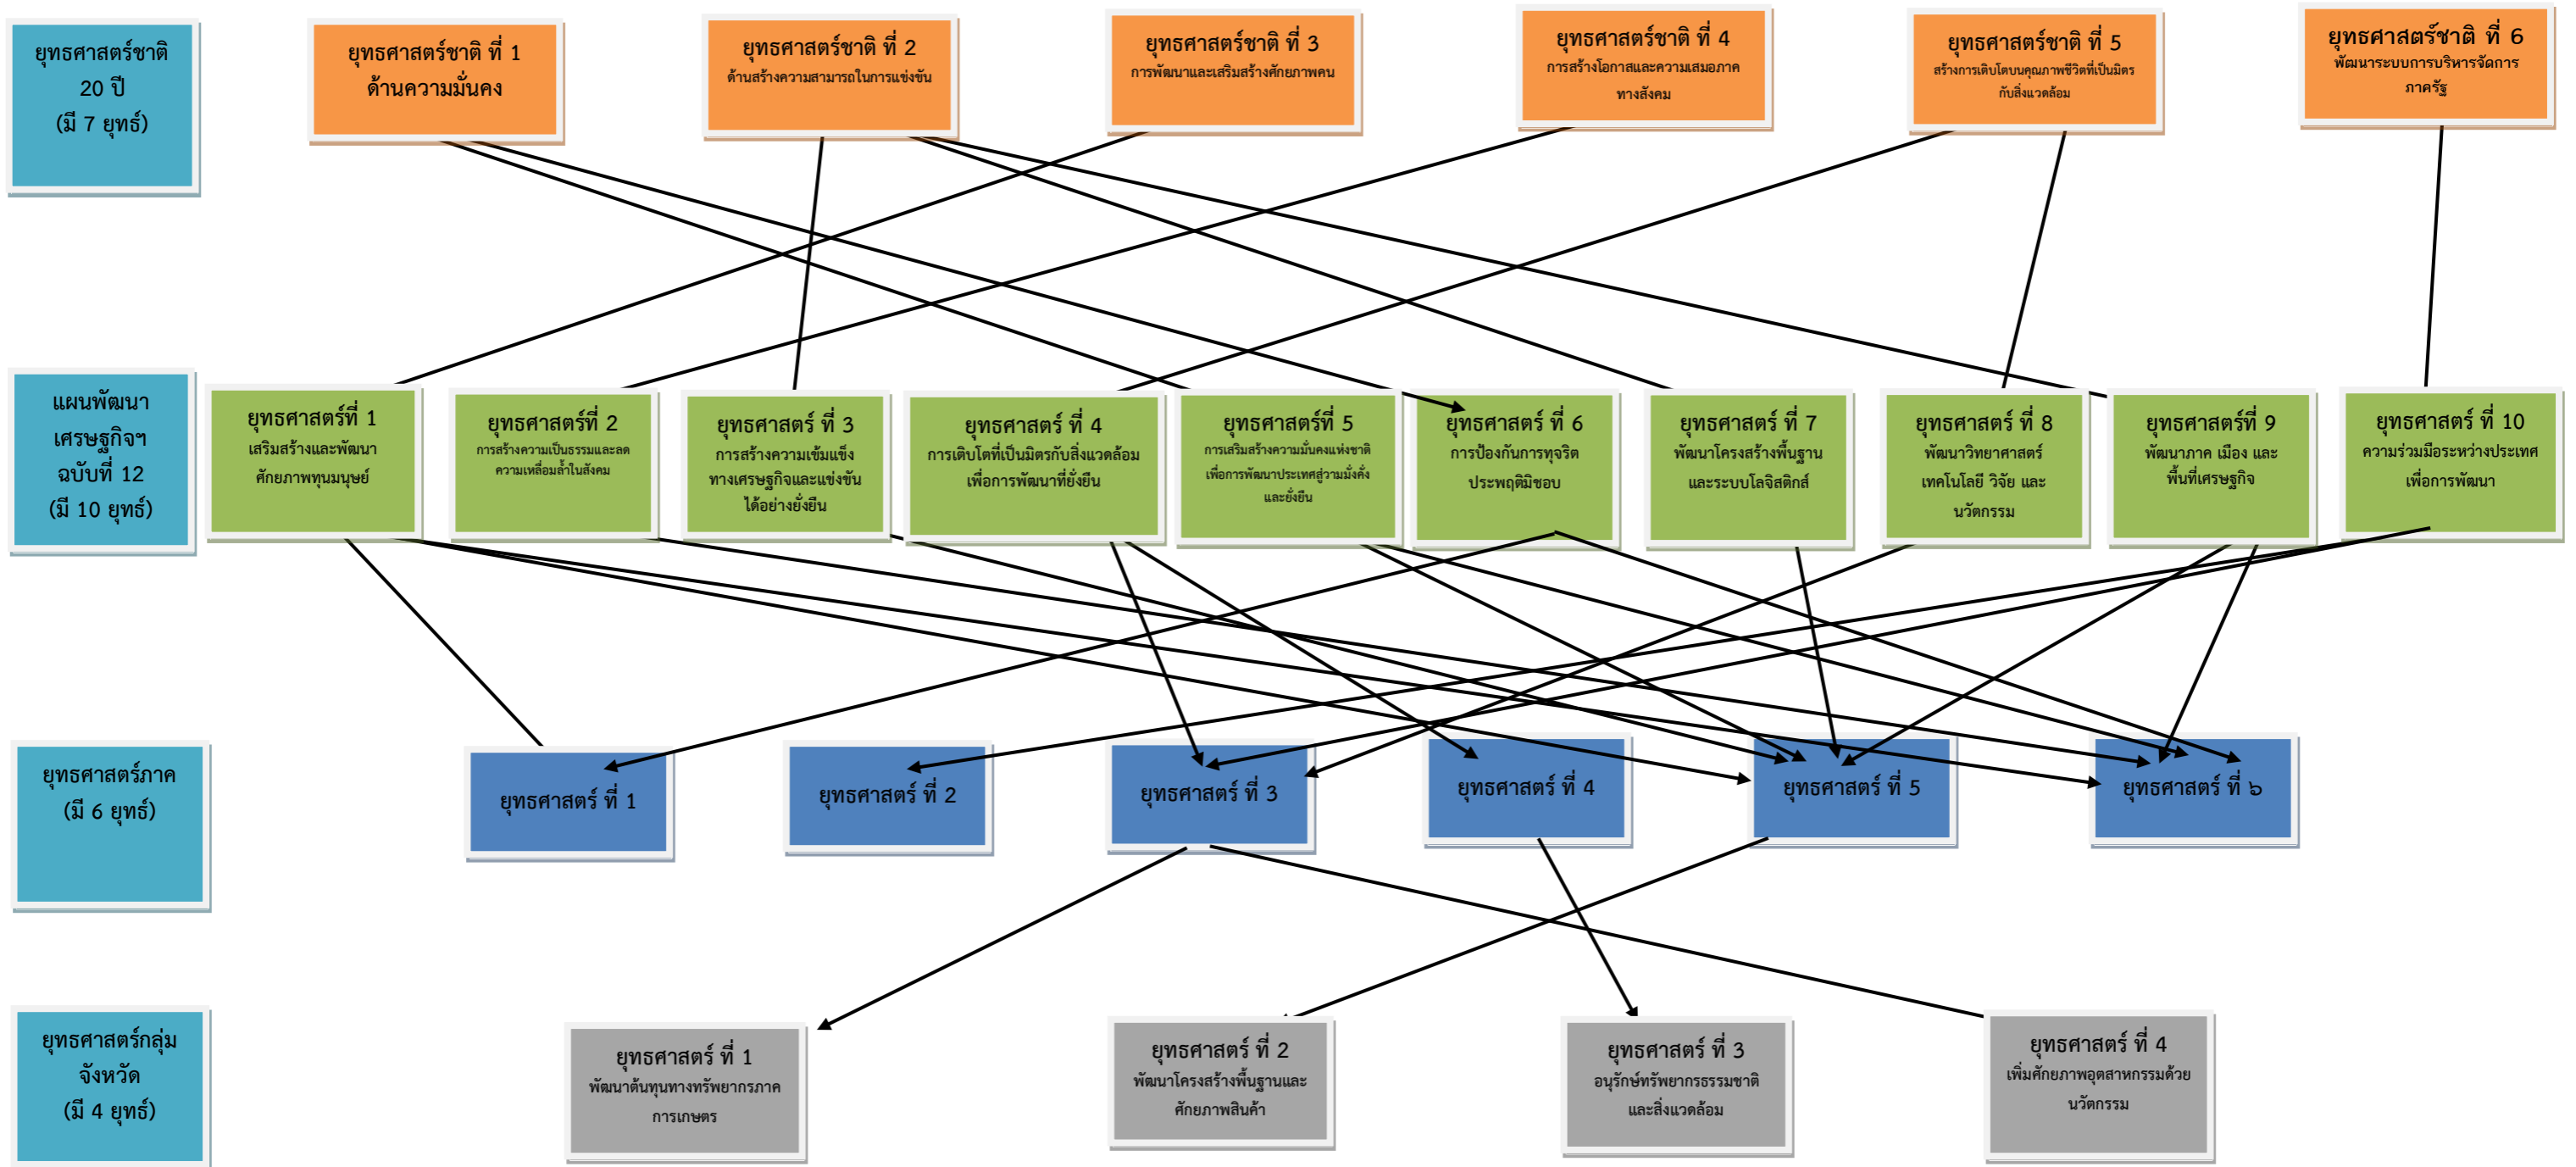 ยุทธศาสตร์ชาติ
20 ปี
(มี 7 ยุทธ์)
ยุทธศาสตร์ชาติ ที่ 1
ด้านความมั่นคง
ยุทธศาสตร์ชาติ ที่ 2
ด้านสร้างความสามารถในการแข่งขัน
ยุทธศาสตร์ชาติ ที่ 3
การพัฒนาและเสริมสร้างศักยภาพคน
ยุทธศาสตร์ชาติ ที่ 4
การสร้างโอกาสและความเสมอภาค
ทางสังคม
ยุทธศาสตร์ชาติ ที่ 5
สร้างการเติบโตบนคุณภาพชีวิตที่เป็นมิตร
กับสิ่งแวดล้อม
ยุทธศาสตร์ชาติ ที่ 6
พัฒนาระบบการบริหารจัดการ
ภาครัฐ
แผนพัฒนา
เศรษฐกิจฯ
ฉบับที่ 12
(มี 10 ยุทธ์)
ยุทธศาสตร์ที่ 1
เสริมสร้างและพัฒนา
ศักยภาพทุนมนุษย์
ยุทธศาสตร์ที่ 2
การสร้างความเป็นธรรมและลด
ความเหลื่อมล้ำในสังคม
ยุทธศาสตร์ ที่ 3
การสร้างความเข้มแข็ง
ทางเศรษฐกิจและแข่งขัน
ได้อย่างยั่งยืน
ยุทธศาสตร์ ที่ 4
การเติบโตที่เป็นมิตรกับสิ่งแวดล้อม
เพื่อการพัฒนาที่ยั่งยืน
ยุทธศาสตร์ที่ 5
การเสริมสร้างความมั่นคงแห่งชาติ
เพื่อการพัฒนาประเทศสู่ความมั่งคั่ง
และยั่งยืน
ยุทธศาสตร์ ที่ 6
การป้องกันการทุจริต
ประพฤติมิชอบ
ยุทธศาสตร์ ที่ 7
พัฒนาโครงสร้างพื้นฐาน
และระบบโลจิสติกส์
ยุทธศาสตร์ ที่ 8
พัฒนาวิทยาศาสตร์
เทคโนโลยี วิจัย และ
นวัตกรรม
ยุทธศาสตร์ที่ 9
พัฒนาภาค เมือง และ
พื้นที่เศรษฐกิจ
ยุทธศาสตร์ ที่ 10
ความร่วมมือระหว่างประเทศ
เพื่อการพัฒนา
ยุทธศาสตร์ภาค
(มี 6 ยุทธ์)
ยุทธศาสตร์ ที่ 1
ยุทธศาสตร์ ที่ 2
ยุทธศาสตร์ ที่ 3
ยุทธศาสตร์ ที่ 4
ยุทธศาสตร์ ที่ 5
ยุทธศาสตร์ ที่ ๖
ยุทธศาสตร์กลุ่ม
จังหวัด
(มี 4 ยุทธ์)
ยุทธศาสตร์ ที่ 1
พัฒนาต้นทุนทางทรัพยากรภาค
การเกษตร
ยุทธศาสตร์ ที่ 2
พัฒนาโครงสร้างพื้นฐานและ
ศักยภาพสินค้า
ยุทธศาสตร์ ที่ 3
อนุรักษ์ทรัพยากรธรรมชาติ
และสิ่งแวดล้อม
ยุทธศาสตร์ ที่ 4
เพิ่มศักยภาพอุตสาหกรรมด้วย
นวัตกรรม